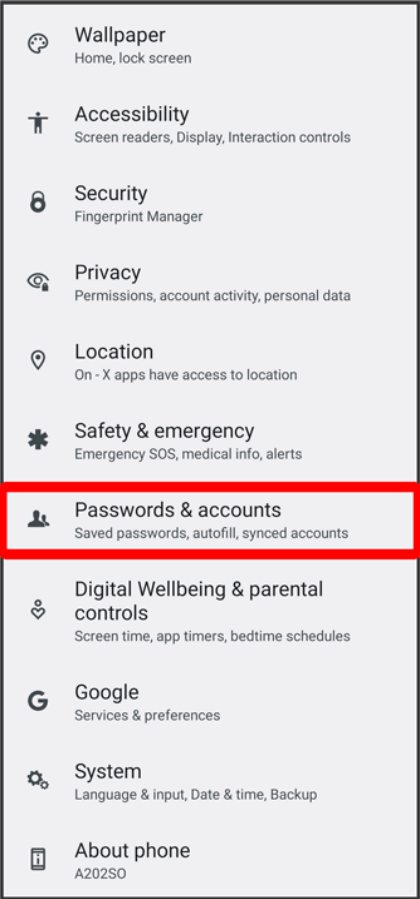 Wallpaper
Home, lock screen
Accessibility
Screen readers, Display, Interaction controls
Security
Fingerprint Manager
Privacy
Permissions, account activity, personal data
Location
On - X apps have access to location
Safety & emergency
Emergency SOS, medical info, alerts
Passwords & accounts
Saved passwords, autofill, synced accounts
Digital Wellbeing & parental
controls
Screen time, app timers, bedtime schedules
Google
Services & preferences
System
Language & input, Date & time, Backup
About phone
A202SO